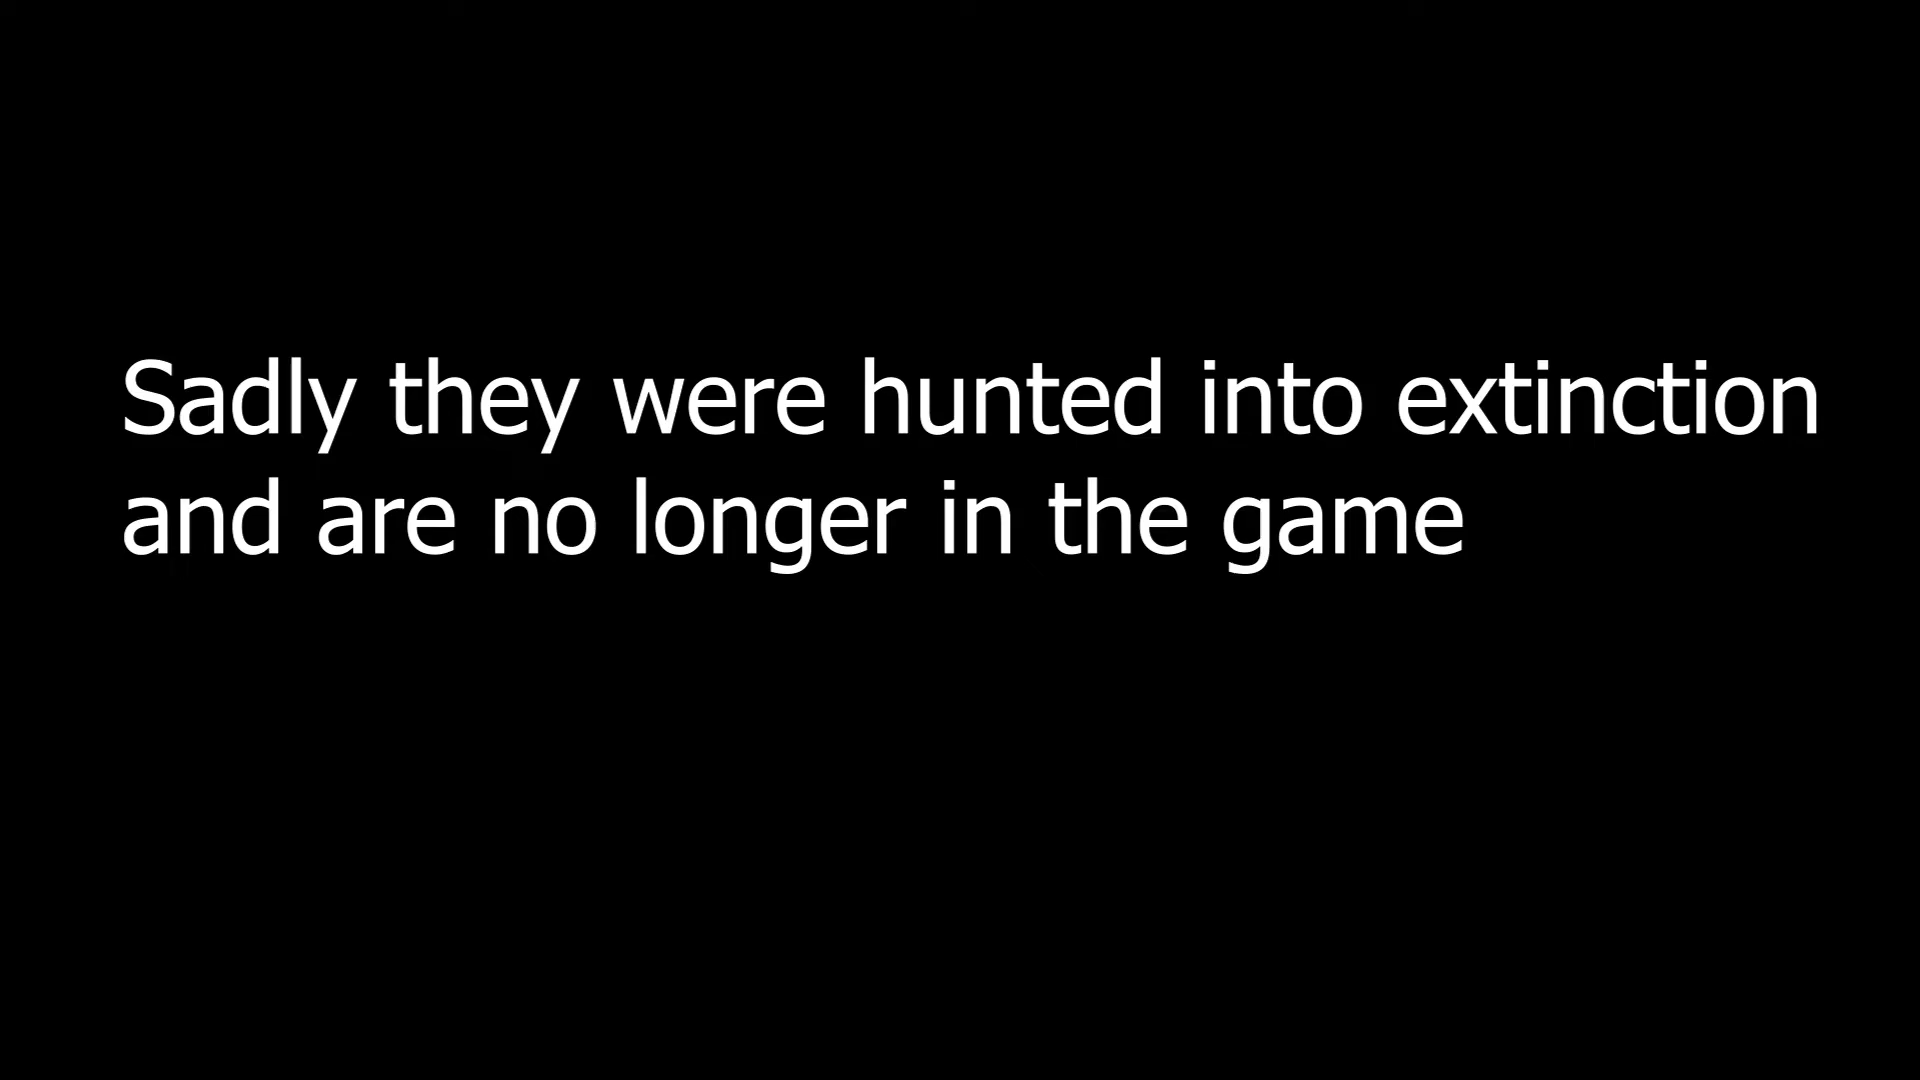 Sadly they were hunted into extinction
and are no longer in the game